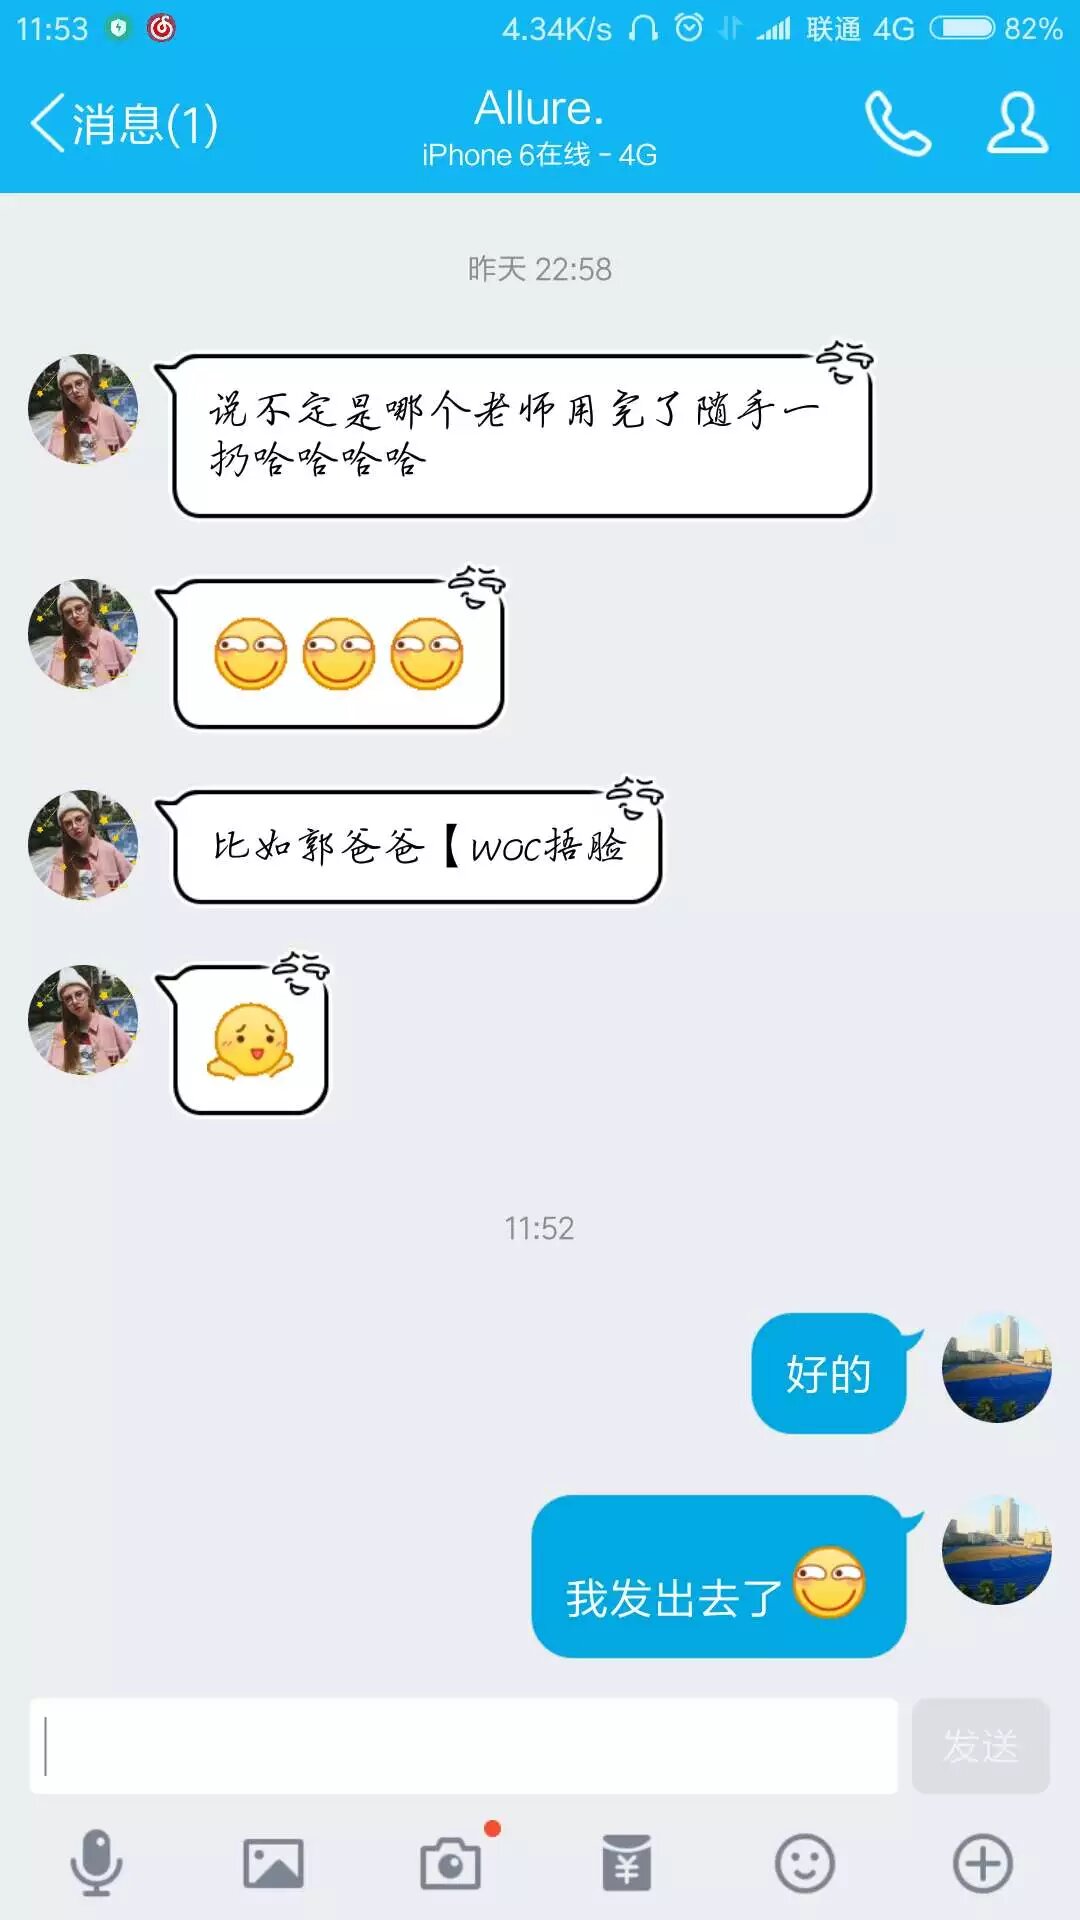 11:53 4.34K/s 联通 4G 82%
消息(1)
Allure.
iPhone 6在线 - 4G
昨天 22:58
说不定是哪个老师用完了随手一
扔哈哈哈哈
比如郭爸爸【woc捂脸
11:52
好的
我发出去了
发送